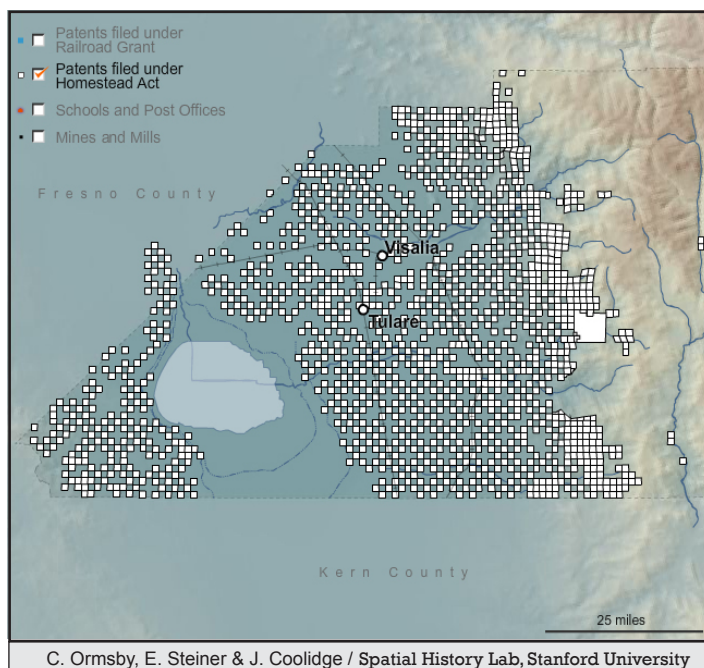 Patents filed under
Railroad Grant
Patents filed under
Homestead Act
Schools and Post Offices
Mines and Mills
Fresno County
Visalia
Tulare
Kern County
25 miles
C. Ormsby, E. Steiner & J. Coolidge / Spatial History Lab, Stanford University